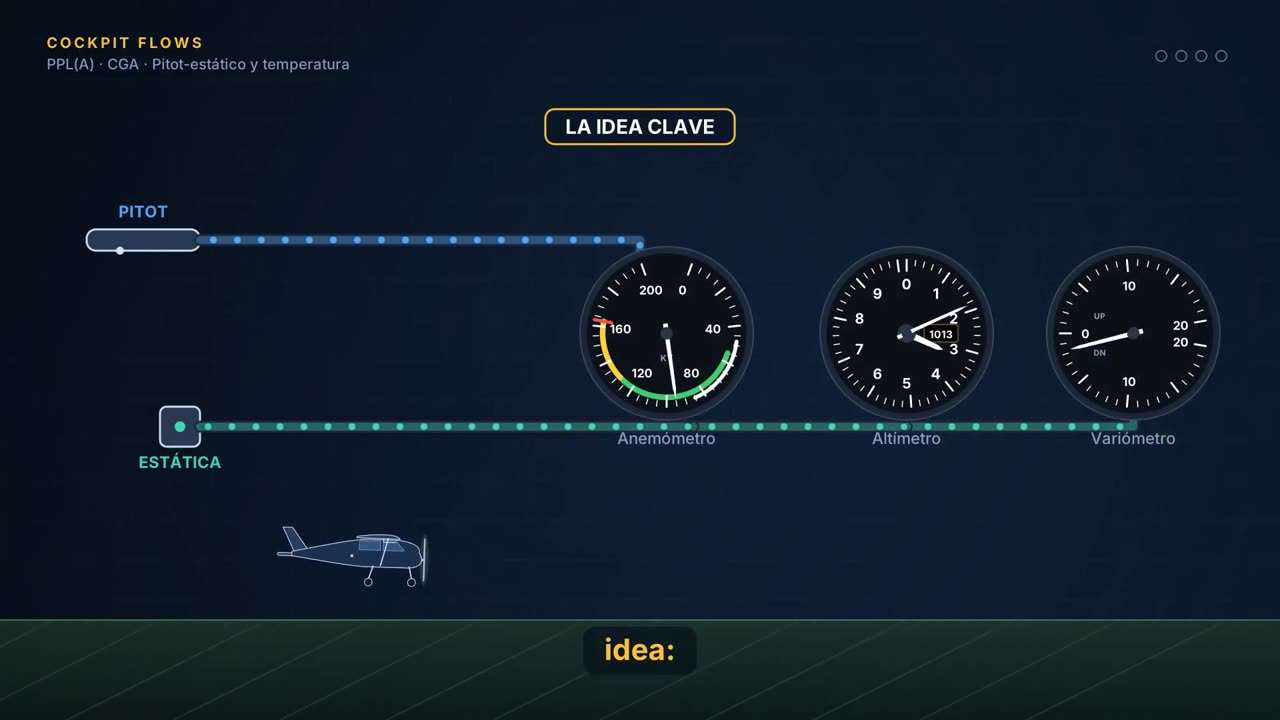 COCKPIT FLOWS
PPL(A) · CGA · Pitot-estático y temperatura
LA IDEA CLAVE
PITOT
200 0
160 40
120 80
Anemómetro
0
9 1
8 2
1013
7 3
6 4
5
Altímetro
10
UP
0 20
20
DN
10
Variómetro
ESTÁTICA
idea: